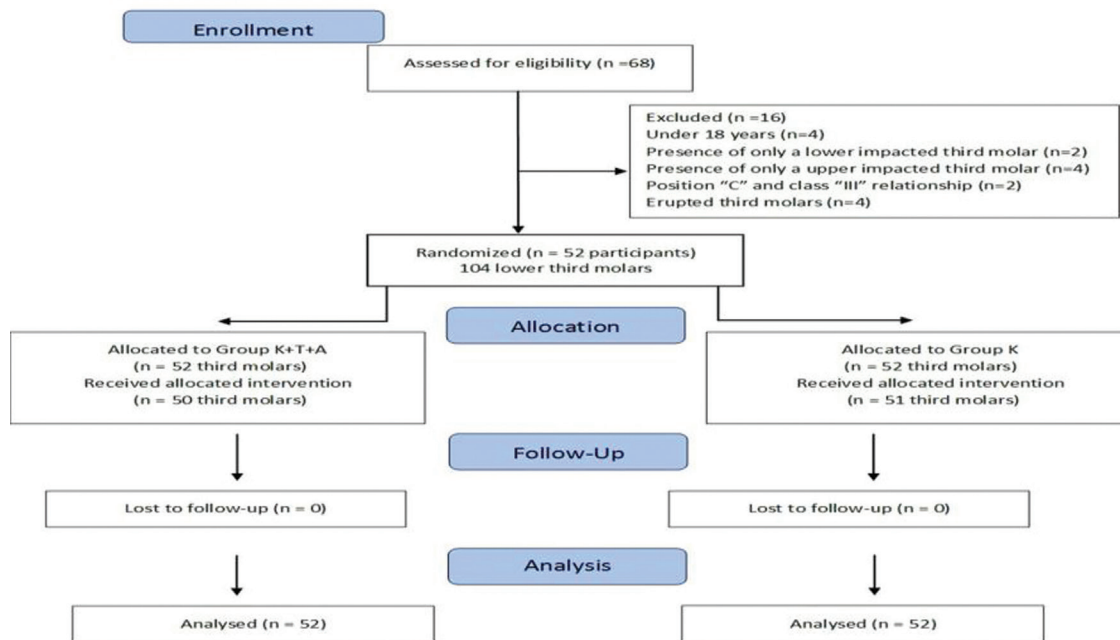 Enrollment
Assessed for eligibility (n =68)
Excluded (n =16)
Under 18 years (n=4)
Presence of only a lower impacted third molar (n=2)
Presence of only a upper impacted third molar (n=4)
Position “C” and class “III” relationship (n=2)
Erupted third molars (n=4)
Randomized (n = 52 participants)
104 lower third molars
Allocation
Allocated to Group K+T+A
(n = 52 third molars)
Received allocated intervention
(n = 50 third molars)
Allocated to Group K
(n = 52 third molars)
Received allocated intervention
(n = 51 third molars)
Follow-Up
Lost to follow-up (n = 0)
Lost to follow-up (n = 0)
Analysis
Analysed (n = 52)
Analysed (n = 52)